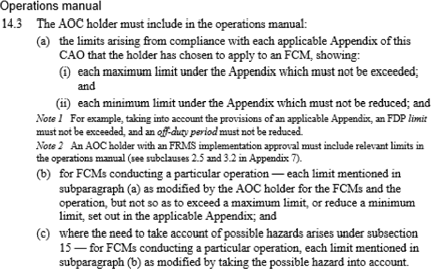 Operations manual
14.3 The AOC holder must include in the operations manual:
(a) the limits arising from compliance with each applicable Appendix of this
CAO that the holder has chosen to apply to an FCM, showing:
(i) each maximum limit under the Appendix which must not be exceeded;
and
(ii) each minimum limit under the Appendix which must not be reduced; and
Note 1 For example, taking into account the provisions of an applicable Appendix, an FDP limit
must not be exceeded, and an off-duty period must not be reduced.
Note 2 An AOC holder with an FRMS implementation approval must include relevant limits in
the operations manual (see subclauses 2.5 and 3.2 in Appendix 7).
(b) for FCMs conducting a particular operation — each limit mentioned in
subparagraph (a) as modified by the AOC holder for the FCMs and the
operation, but not so as to exceed a maximum limit, or reduce a minimum
limit, set out in the applicable Appendix; and
(c) where the need to take account of possible hazards arises under subsection
15 — for FCMs conducting a particular operation, each limit mentioned in
subparagraph (b) as modified by taking the possible hazard into account.